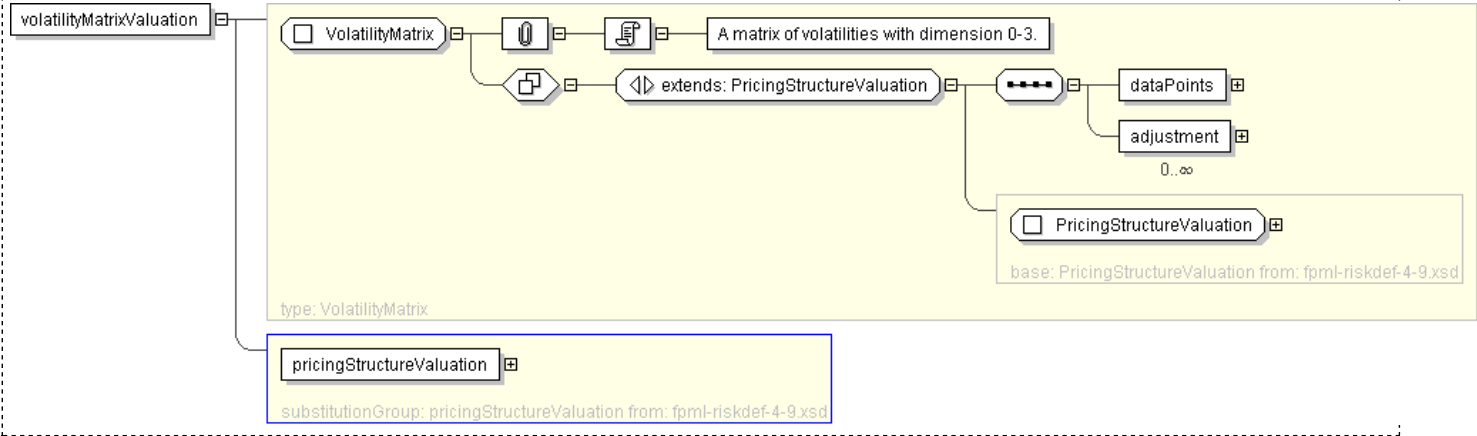 volatilityMatrixValuation
VolatilityMatrix
A matrix of volatilities with dimension 0-3.
extends: PricingStructureValuation
dataPoints
adjustment
0..∞
PricingStructureValuation
base: PricingStructureValuation from: fpml-riskdef-4-9.xsd
type: VolatilityMatrix
pricingStructureValuation
substitutionGroup: pricingStructureValuation from: fpml-riskdef-4-9.xsd